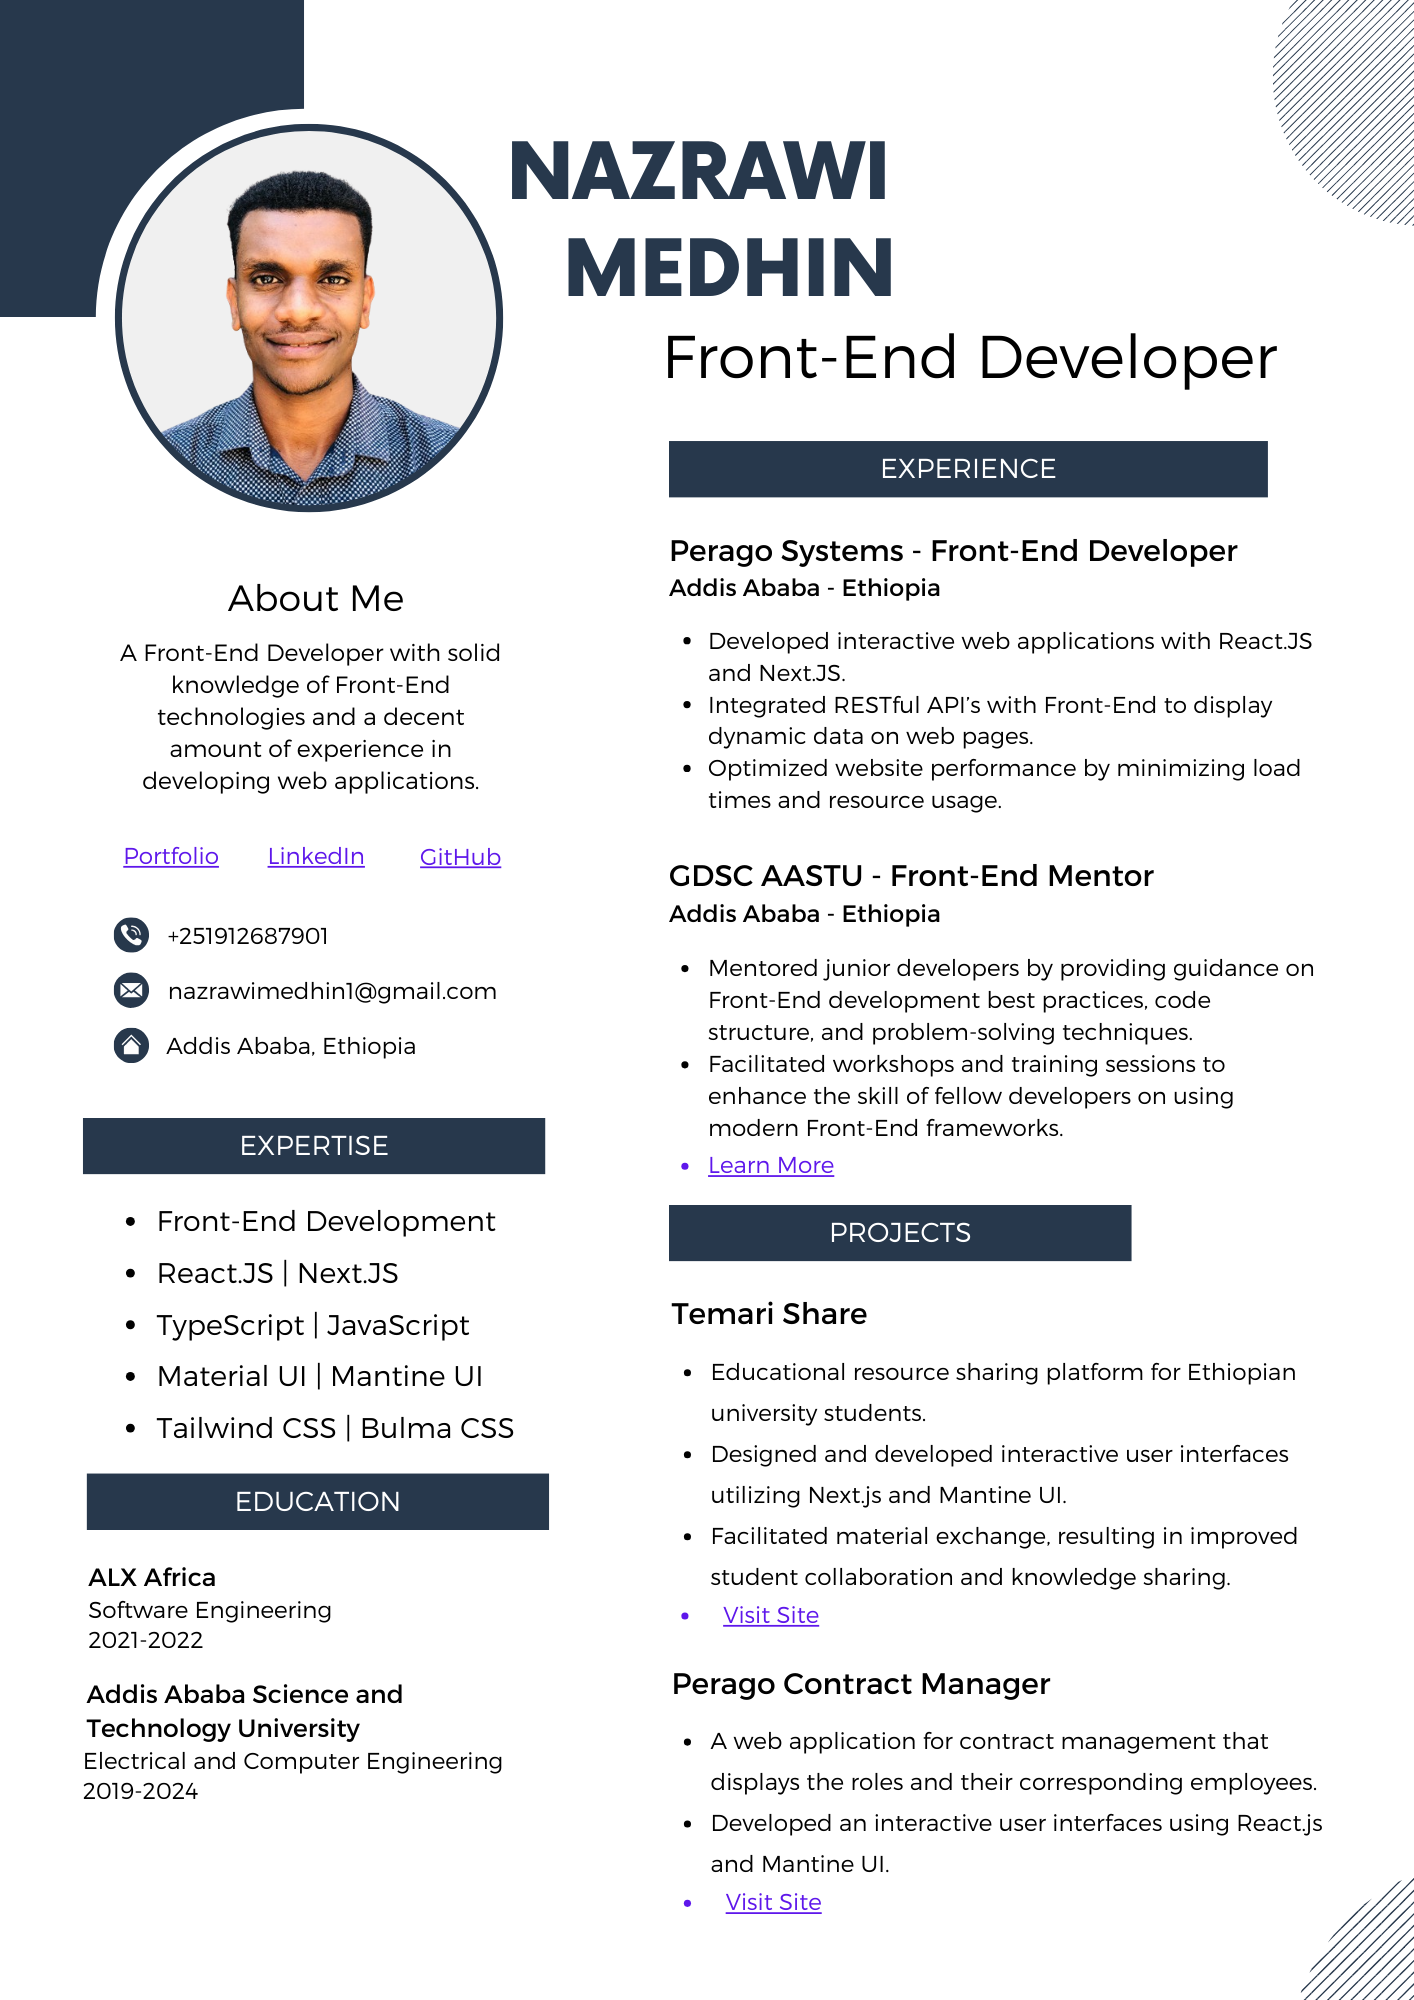 NAZRAWI
MEDHIN
Front-End Developer
About Me
A Front-End Developer with solid
knowledge of Front-End
technologies and a decent
amount of experience in
developing web applications.
Portfolio LinkedIn GitHub
+251912687901
nazrawimedhin1@gmail.com
Addis Ababa, Ethiopia
EXPERTISE
• Front-End Development
• React.JS | Next.JS
• TypeScript | JavaScript
• Material UI | Mantine UI
• Tailwind CSS | Bulma CSS
EDUCATION
ALX Africa
Software Engineering
2021-2022
Addis Ababa Science and
Technology University
Electrical and Computer Engineering
2019-2024
EXPERIENCE
Perago Systems - Front-End Developer
Addis Ababa - Ethiopia
• Developed interactive web applications with React.JS
and Next.JS.
• Integrated RESTful API’s with Front-End to display
dynamic data on web pages.
• Optimized website performance by minimizing load
times and resource usage.
GDSC AASTU - Front-End Mentor
Addis Ababa - Ethiopia
• Mentored junior developers by providing guidance on
Front-End development best practices, code
structure, and problem-solving techniques.
• Facilitated workshops and training sessions to
enhance the skill of fellow developers on using
modern Front-End frameworks.
• Learn More
PROJECTS
Temari Share
• Educational resource sharing platform for Ethiopian
university students.
• Designed and developed interactive user interfaces
utilizing Next.js and Mantine UI.
• Facilitated material exchange, resulting in improved
student collaboration and knowledge sharing.
• Visit Site
Perago Contract Manager
• A web application for contract management that
displays the roles and their corresponding employees.
• Developed an interactive user interfaces using React.js
and Mantine UI.
• Visit Site